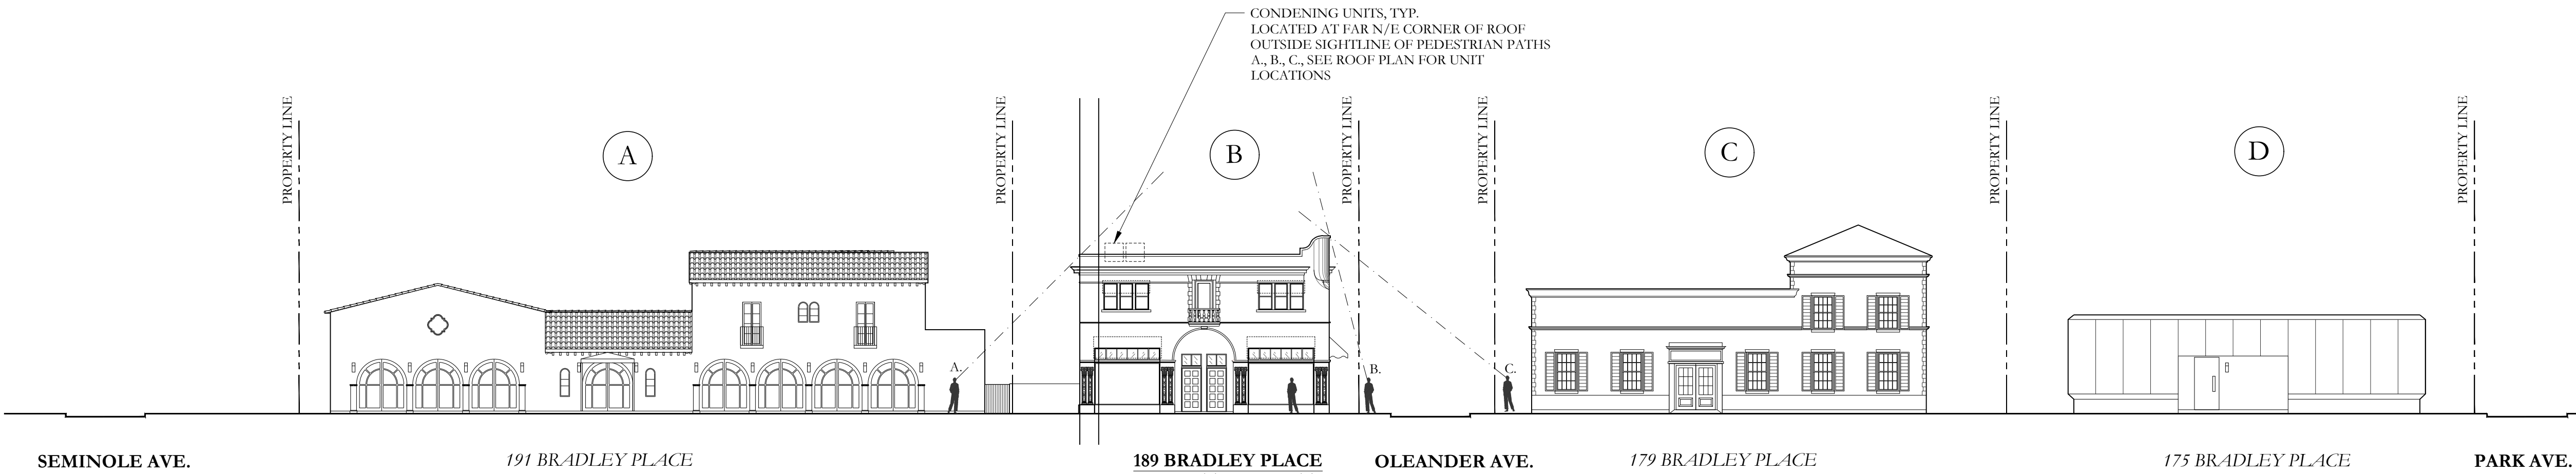 CONDENING UNITS, TYP.
LOCATED AT FAR N/E CORNER OF ROOF
OUTSIDE SIGHTLINE OF PEDESTRIAN PATHS
A., B., C., SEE ROOF PLAN FOR UNIT
LOCATIONS
PROPERTY LINE
PROPERTY LINE
PROPERTY LINE
PROPERTY LINE
PROPERTY LINE
PROPERTY LINE
A
B
C
D
A.
B.
C.
SEMINOLE AVE.
191 BRADLEY PLACE
189 BRADLEY PLACE
OLEANDER AVE.
179 BRADLEY PLACE
175 BRADLEY PLACE
PARK AVE.